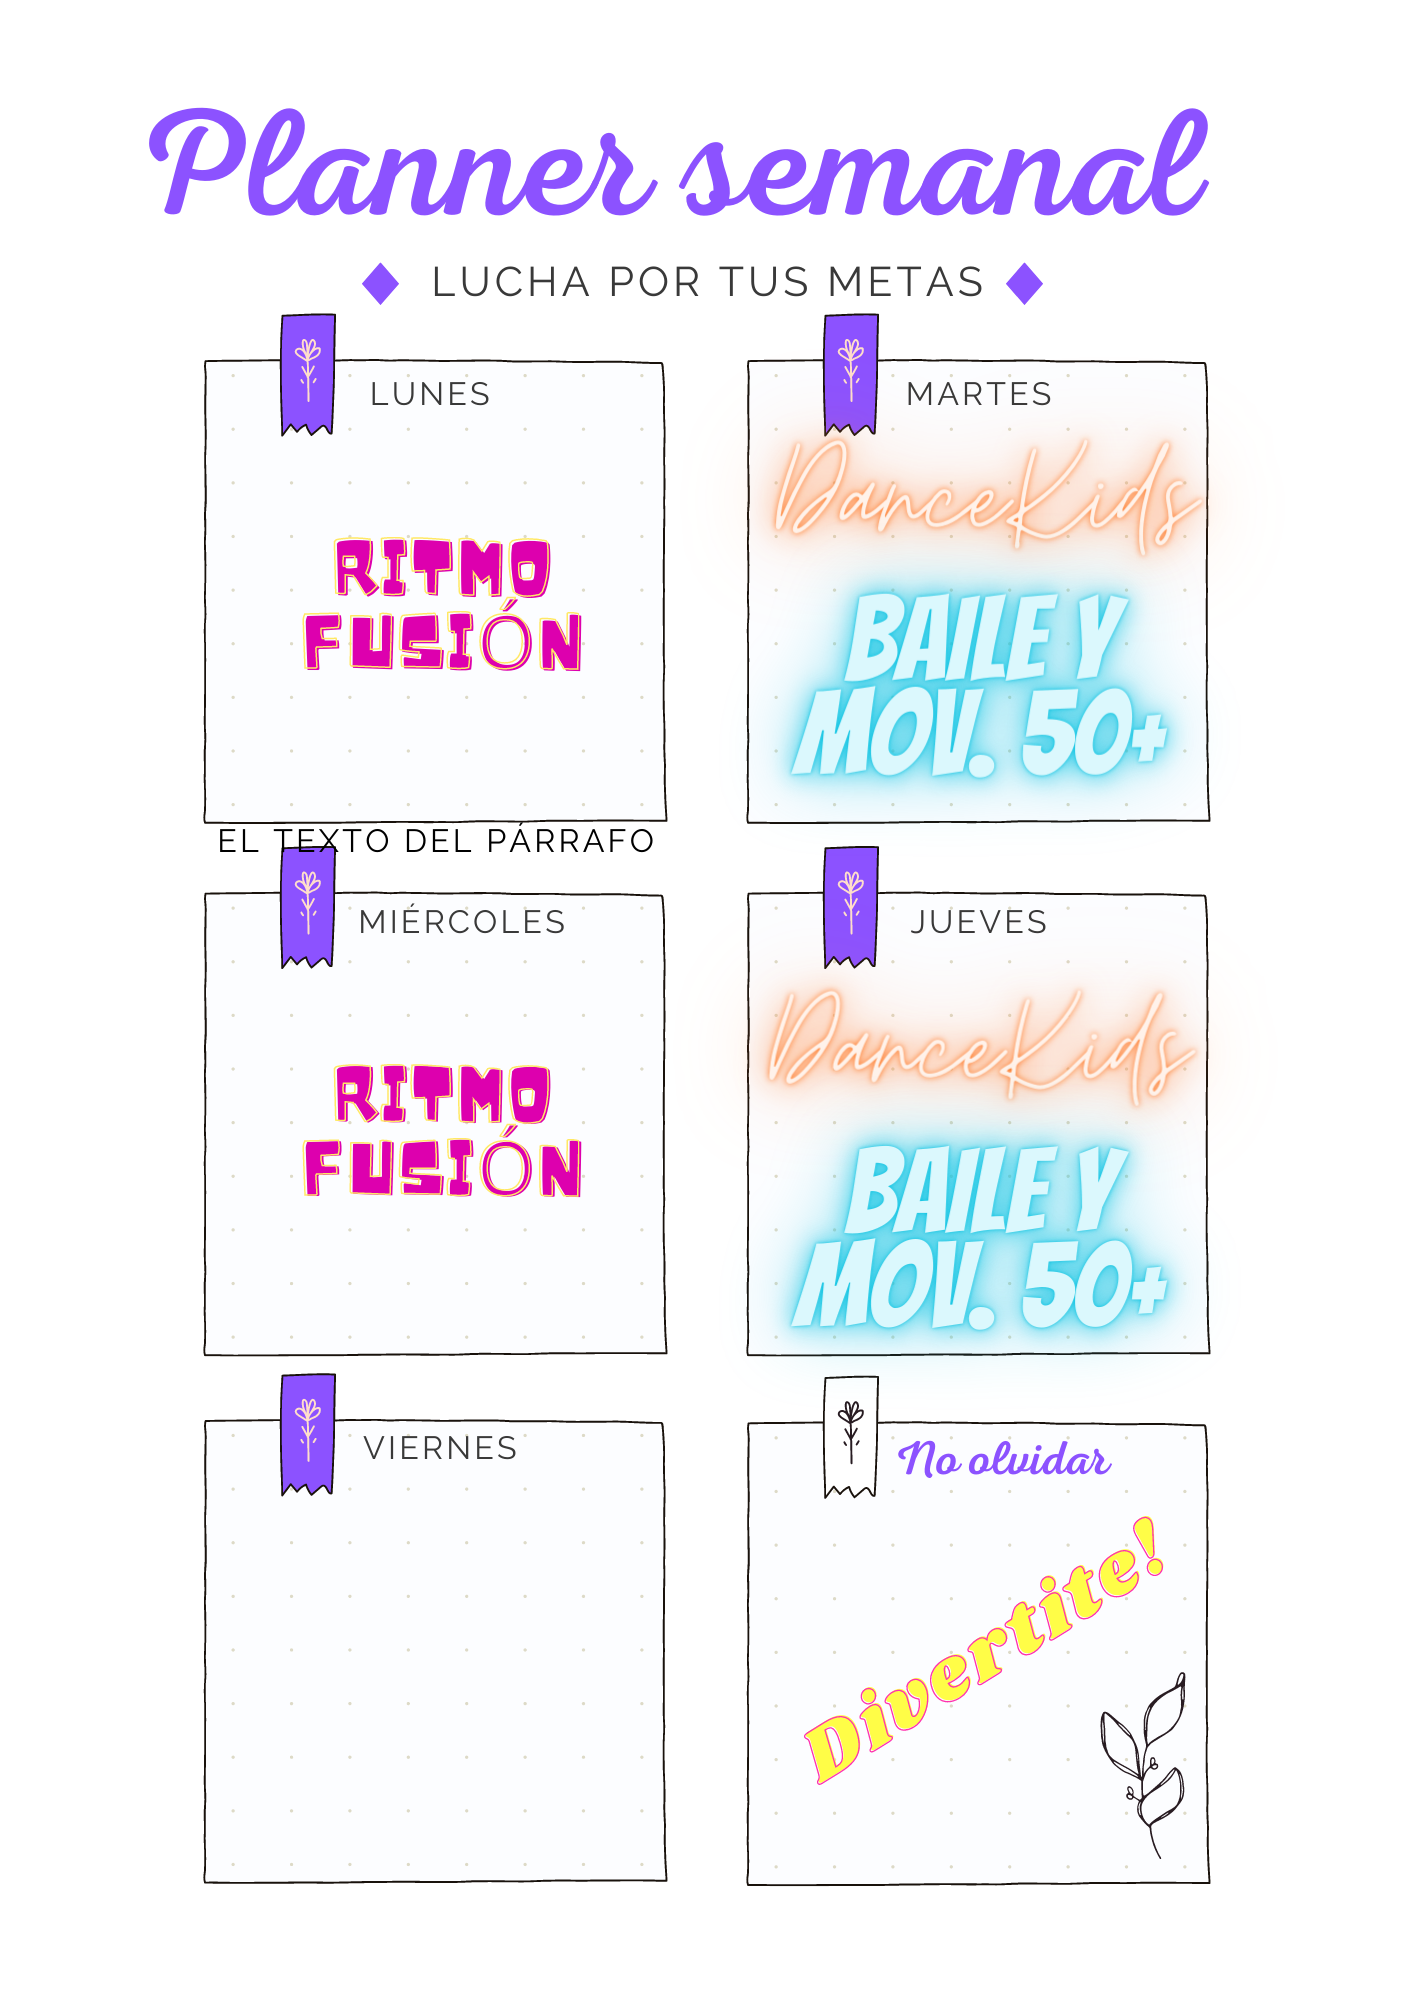 Planner semanal
LUCHA POR TUS METAS
LUNES
RITMO
FUSIÓN
MARTES
DanceKids
BAILE Y
MOV. 50+
EL TEXTO DEL PÁRRAFO
MIÉRCOLES
RITMO
FUSIÓN
JUEVES
DanceKids
BAILE Y
MOV. 50+
VIERNES
No olvidar
Divertite!